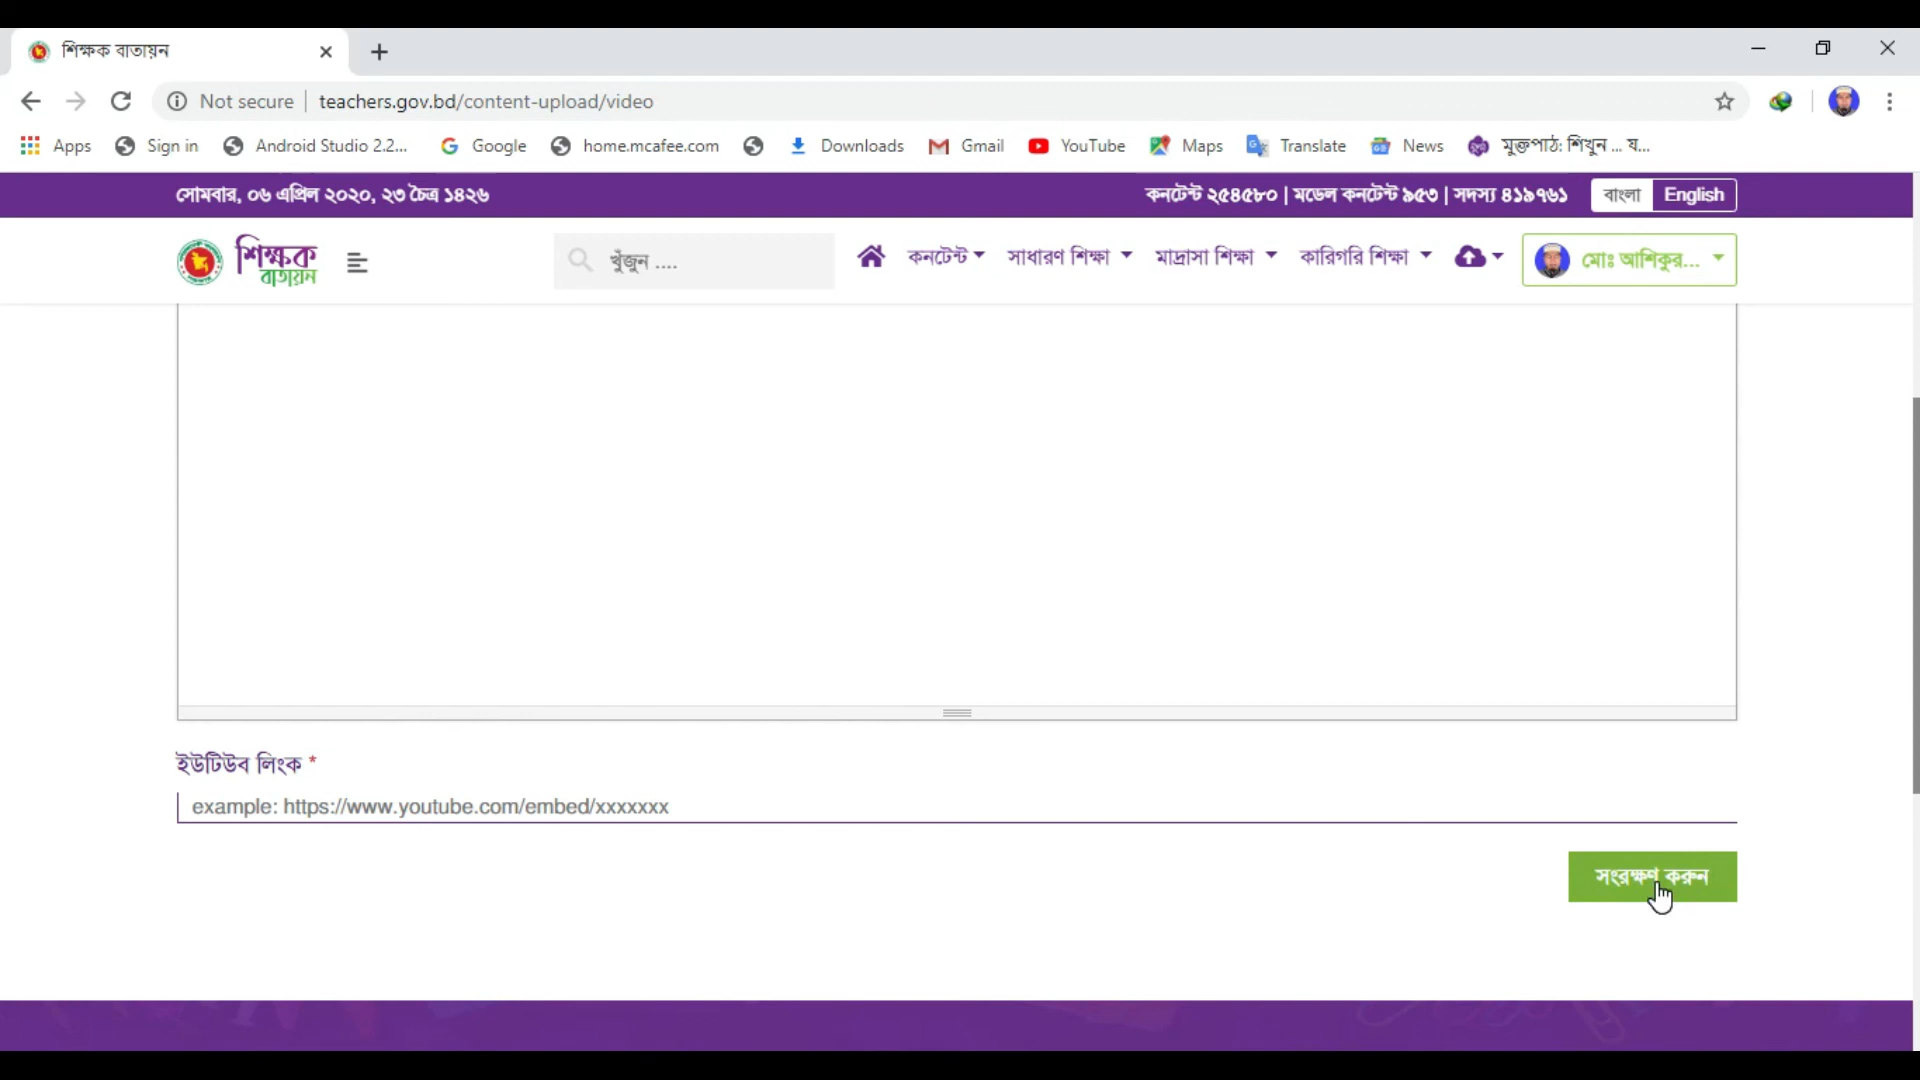 শিক্ষক বাতায়ন
Not secure | teachers.gov.bd/content-upload/video
Apps Sign in Android Studio 2.2... Google home.mcafee.com Downloads Gmail YouTube Maps Translate News মুক্তপাঠ: শিখুন ... য...
সোমবার, ০৬ এপ্রিল ২০২০, ২৩ চৈত্র ১৪২৬ কনটেন্ট ২৫৪৫৮০ | মডেল কনটেন্ট ৯৫৩ | সদস্য ৪১৯৭৬১ বাংলা English
শিক্ষক বাতায়ন খুঁজুন .... কনটেন্ট সাধারণ শিক্ষা মাদ্রাসা শিক্ষা কারিগরি শিক্ষা মোঃ আশিকুর...
ইউটিউব লিংক *
example: https://www.youtube.com/embed/xxxxxxx
সংরক্ষণ করুন